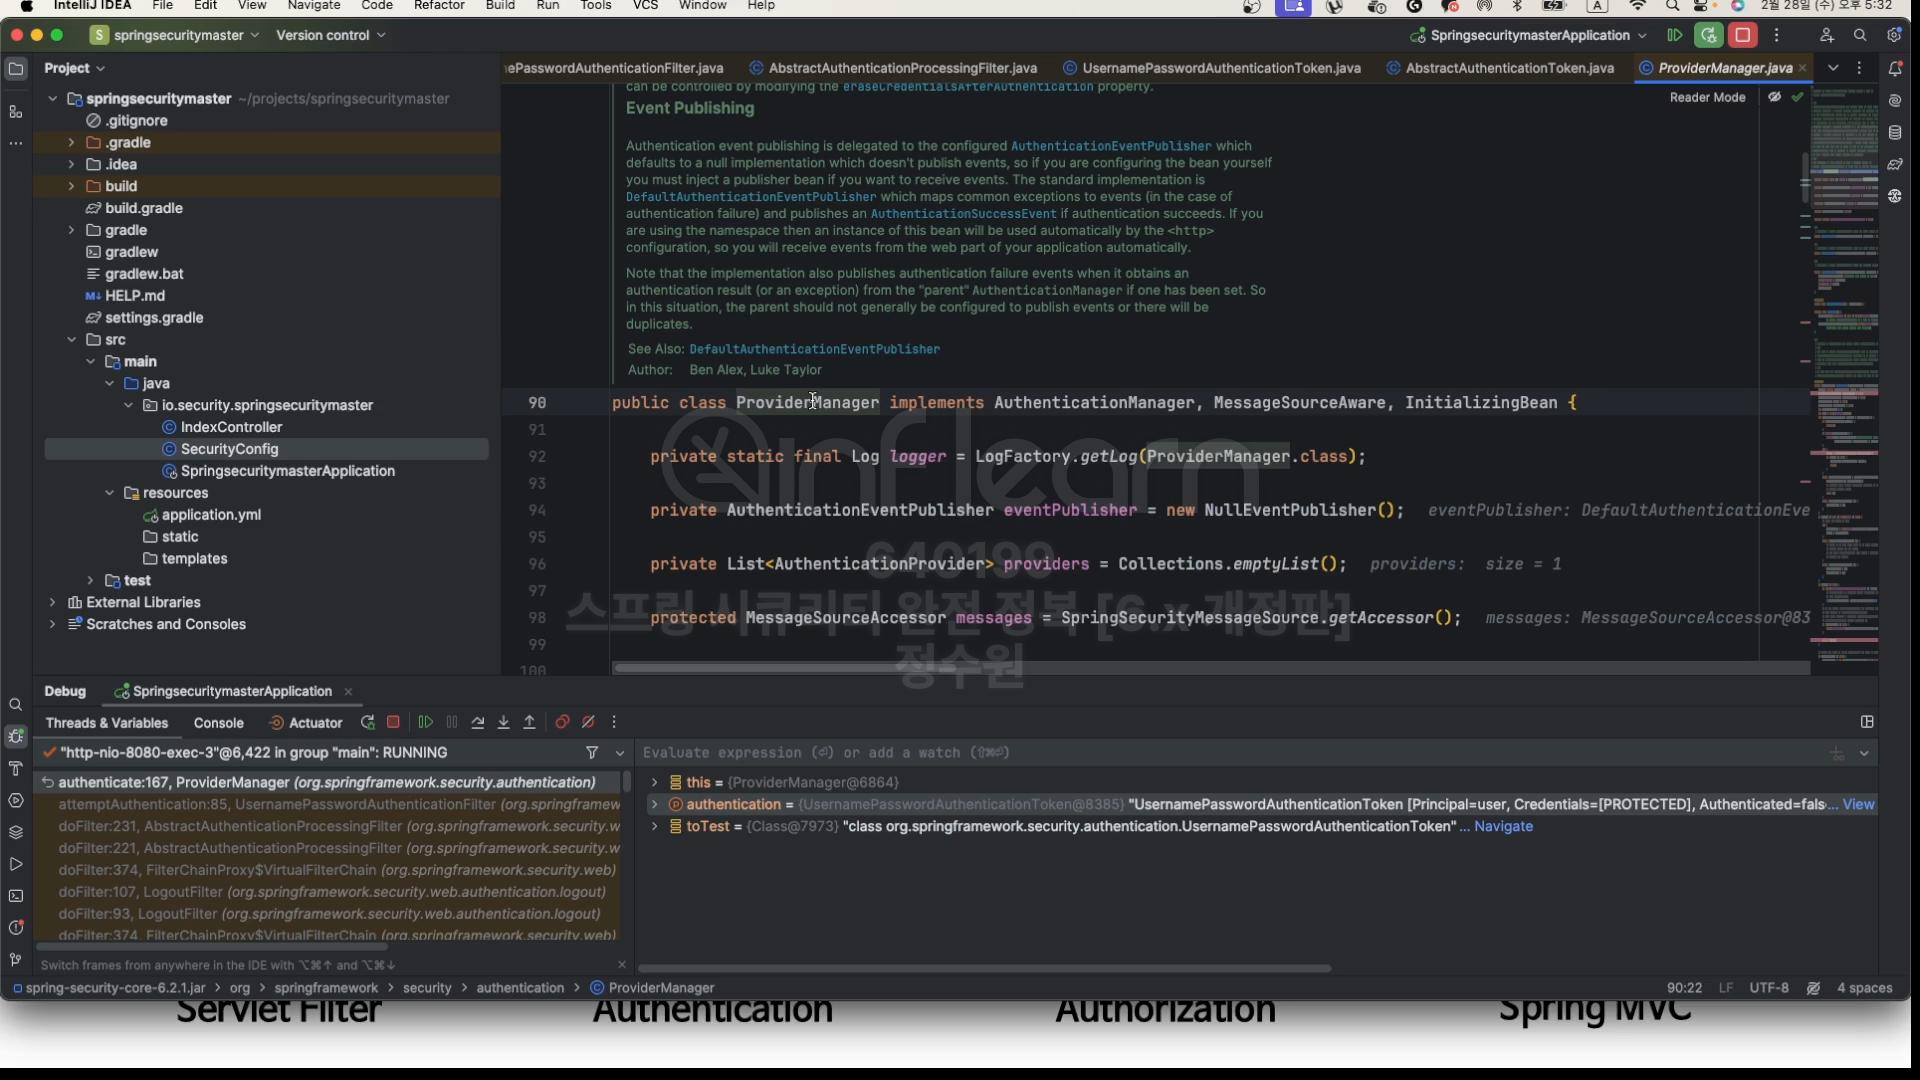 IntelliJ IDEA File Edit View Navigate Code Refactor Build Run Tools VCS Window Help
A 2월 28일 (수) 오후 5:32
S springsecuritymaster Version control SpringsecuritymasterApplication
Project
ePasswordAuthenticationFilter.java AbstractAuthenticationProcessingFilter.java UsernamePasswordAuthenticationToken.java AbstractAuthenticationToken.java ProviderManager.java
Reader Mode
springsecuritymaster ~/projects/springsecuritymaster
.gitignore
.gradle
.idea
build
build.gradle
gradle
gradlew
gradlew.bat
M↓ HELP.md
settings.gradle
src
main
java
io.security.springsecuritymaster
IndexController
SecurityConfig
SpringsecuritymasterApplication
resources
application.yml
static
templates
test
External Libraries
Scratches and Consoles
can be controlled by modifying the eraseCredentialsAfterAuthentication property.
Event Publishing
Authentication event publishing is delegated to the configured AuthenticationEventPublisher which
defaults to a null implementation which doesn't publish events, so if you are configuring the bean yourself
you must inject a publisher bean if you want to receive events. The standard implementation is
DefaultAuthenticationEventPublisher which maps common exceptions to events (in the case of
authentication failure) and publishes an AuthenticationSuccessEvent if authentication succeeds. If you
are using the namespace then an instance of this bean will be used automatically by the <http>
configuration, so you will receive events from the web part of your application automatically.
Note that the implementation also publishes authentication failure events when it obtains an
authentication result (or an exception) from the "parent" AuthenticationManager if one has been set. So
in this situation, the parent should not generally be configured to publish events or there will be
duplicates.
See Also: DefaultAuthenticationEventPublisher
Author: Ben Alex, Luke Taylor
90 public class ProviderManager implements AuthenticationManager, MessageSourceAware, InitializingBean {
91
92 private static final Log logger = LogFactory.getLog(ProviderManager.class);
93
94 private AuthenticationEventPublisher eventPublisher = new NullEventPublisher(); eventPublisher: DefaultAuthenticationEve
95
96 private List<AuthenticationProvider> providers = Collections.emptyList(); providers: size = 1
97
98 protected MessageSourceAccessor messages = SpringSecurityMessageSource.getAccessor(); messages: MessageSourceAccessor@83
99
100
inflearn
640199
스프링 시큐리티 완전 정복 [6.x 개정판]
정수원
Debug SpringsecuritymasterApplication
Threads & Variables Console Actuator
"http-nio-8080-exec-3"@6,422 in group "main": RUNNING
authenticate:167, ProviderManager (org.springframework.security.authentication)
attemptAuthentication:85, UsernamePasswordAuthenticationFilter (org.springframew
doFilter:231, AbstractAuthenticationProcessingFilter (org.springframework.security.w
doFilter:221, AbstractAuthenticationProcessingFilter (org.springframework.security.w
doFilter:374, FilterChainProxy$VirtualFilterChain (org.springframework.security.web)
doFilter:107, LogoutFilter (org.springframework.security.web.authentication.logout)
doFilter:93, LogoutFilter (org.springframework.security.web.authentication.logout)
doFilter:374, FilterChainProxy$VirtualFilterChain (org.springframework.security.web)
Switch frames from anywhere in the IDE with ⌥⌘↑ and ⌥⌘↓
Evaluate expression (⏎) or add a watch (⇧⌘⏎)
this = {ProviderManager@6864}
authentication = {UsernamePasswordAuthenticationToken@8385} "UsernamePasswordAuthenticationToken [Principal=user, Credentials=[PROTECTED], Authenticated=fals... View
toTest = {Class@7973} "class org.springframework.security.authentication.UsernamePasswordAuthenticationToken" ... Navigate
spring-security-core-6.2.1.jar > org > springframework > security > authentication > ProviderManager
90:22 LF UTF-8 4 spaces
Servlet Filter Authentication Authorization Spring MVC